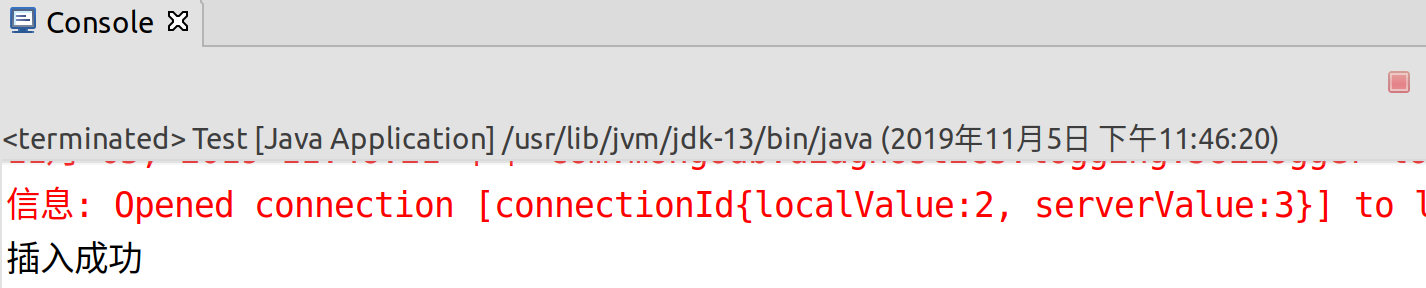 Console
<terminated> Test [Java Application] /usr/lib/jvm/jdk-13/bin/java (2019年11月5日 下午11:46:20)
信息: Opened connection [connectionId{localValue:2, serverValue:3}] to
插入成功